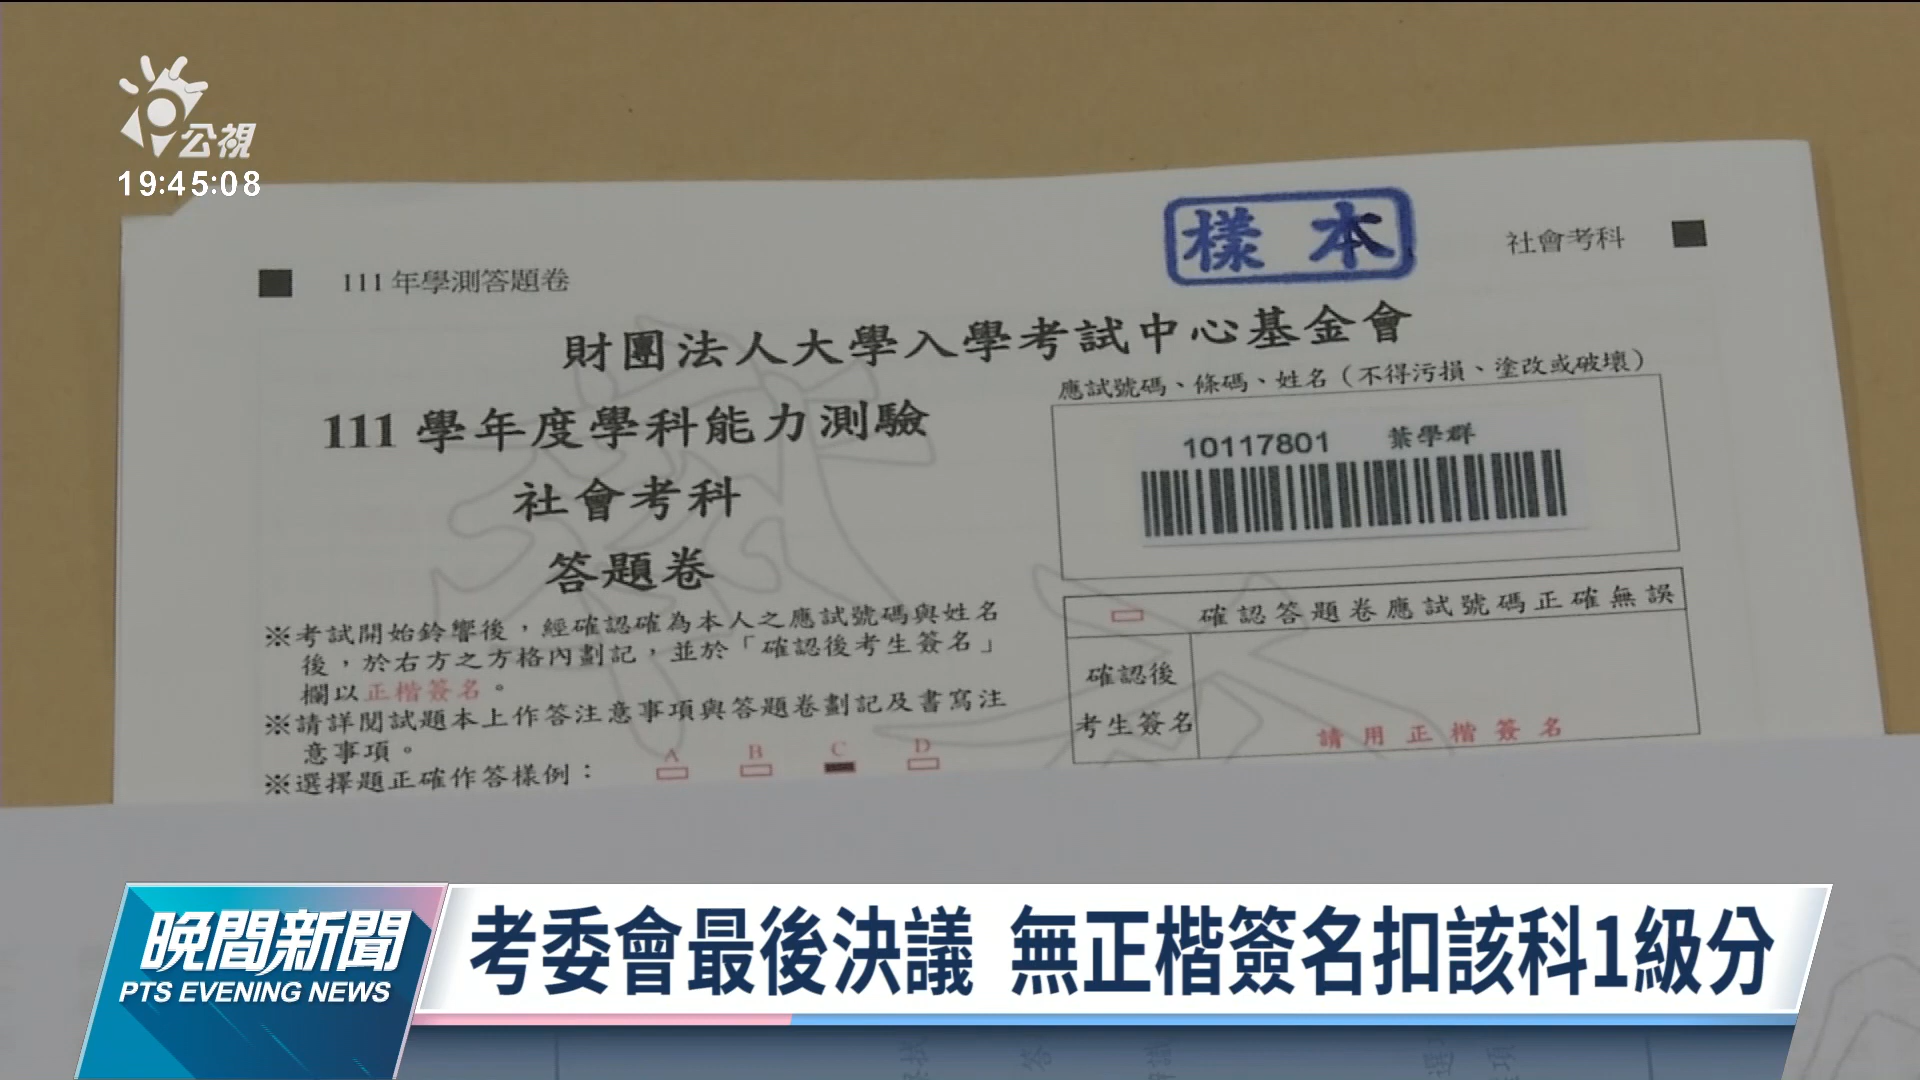 公視
19:45:08
樣本
111年學測答題卷
社會考科
財團法人大學入學考試中心基金會
111學年度學科能力測驗
社會考科
答題卷
應試號碼、條碼、姓名（不得污損、塗改或破壞）
10117801 葉學群
※考試開始鈴響後，經確認確為本人之應試號碼與姓名
後，於右方之方格內劃記，並於「確認後考生簽名」
欄以正楷簽名。
※請詳閱試題本上作答注意事項與答題卷劃記及書寫注
意事項。
※選擇題正確作答樣例：
A B C D
確認答題卷應試號碼正確無誤
確認後
考生簽名
請用正楷簽名
晚間新聞
PTS EVENING NEWS
考委會最後決議 無正楷簽名扣該科1級分